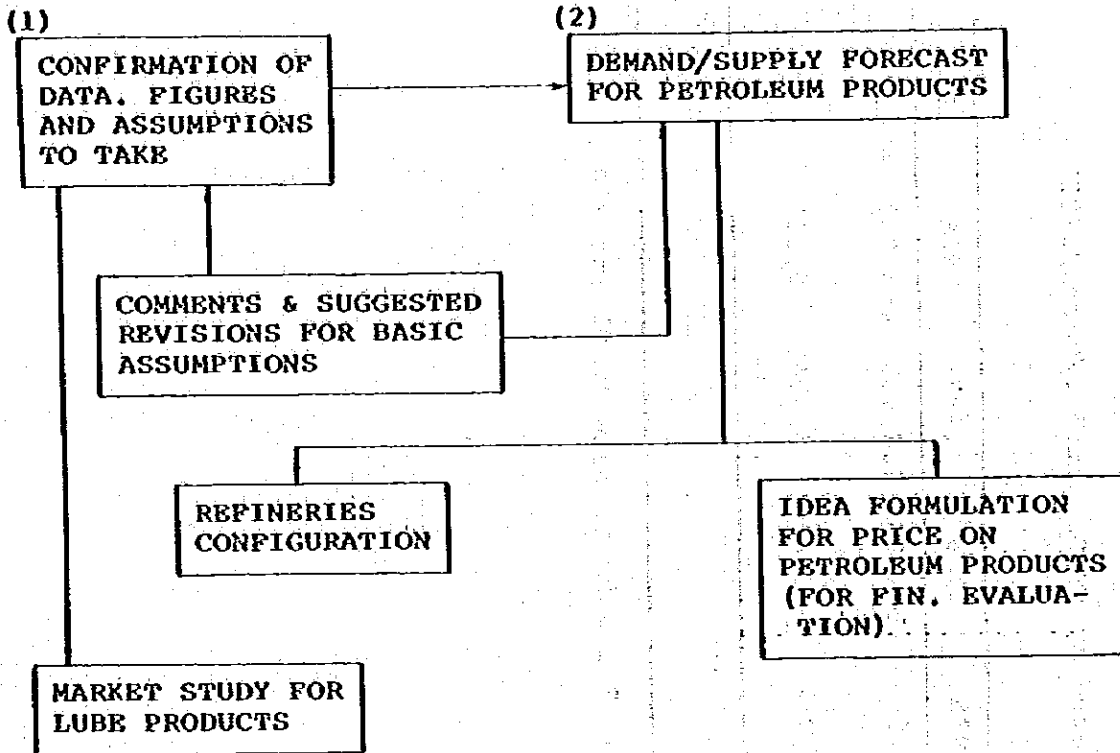 (1)
CONFIRMATION OF
DATA. FIGURES
AND ASSUMPTIONS
TO TAKE
(2)
DEMAND/SUPPLY FORECAST
FOR PETROLEUM PRODUCTS
COMMENTS & SUGGESTED
REVISIONS FOR BASIC
ASSUMPTIONS
REFINERIES
CONFIGURATION
IDEA FORMULATION
FOR PRICE ON
PETROLEUM PRODUCTS
(FOR FIN. EVALUA-
TION)
MARKET STUDY FOR
LUBE PRODUCTS